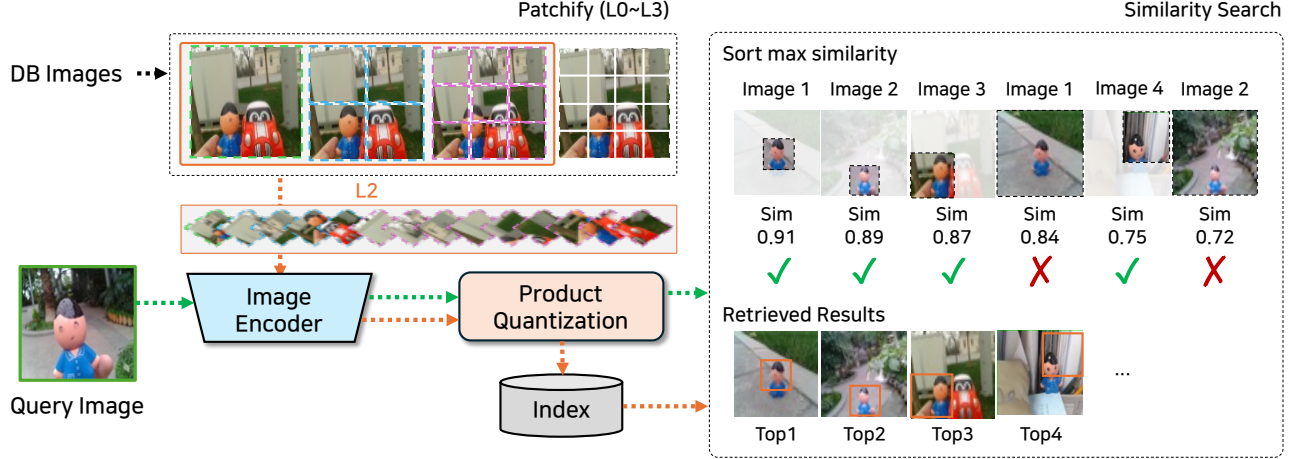 Patchify (L0~L3)
Similarity Search
DB Images
L2
Query Image
Image
Encoder
Product
Quantization
Index
Sort max similarity
Image 1 Image 2 Image 3 Image 1 Image 4 Image 2
Sim Sim Sim Sim Sim Sim
0.91 0.89 0.87 0.84 0.75 0.72
Retrieved Results
...
Top1 Top2 Top3 Top4